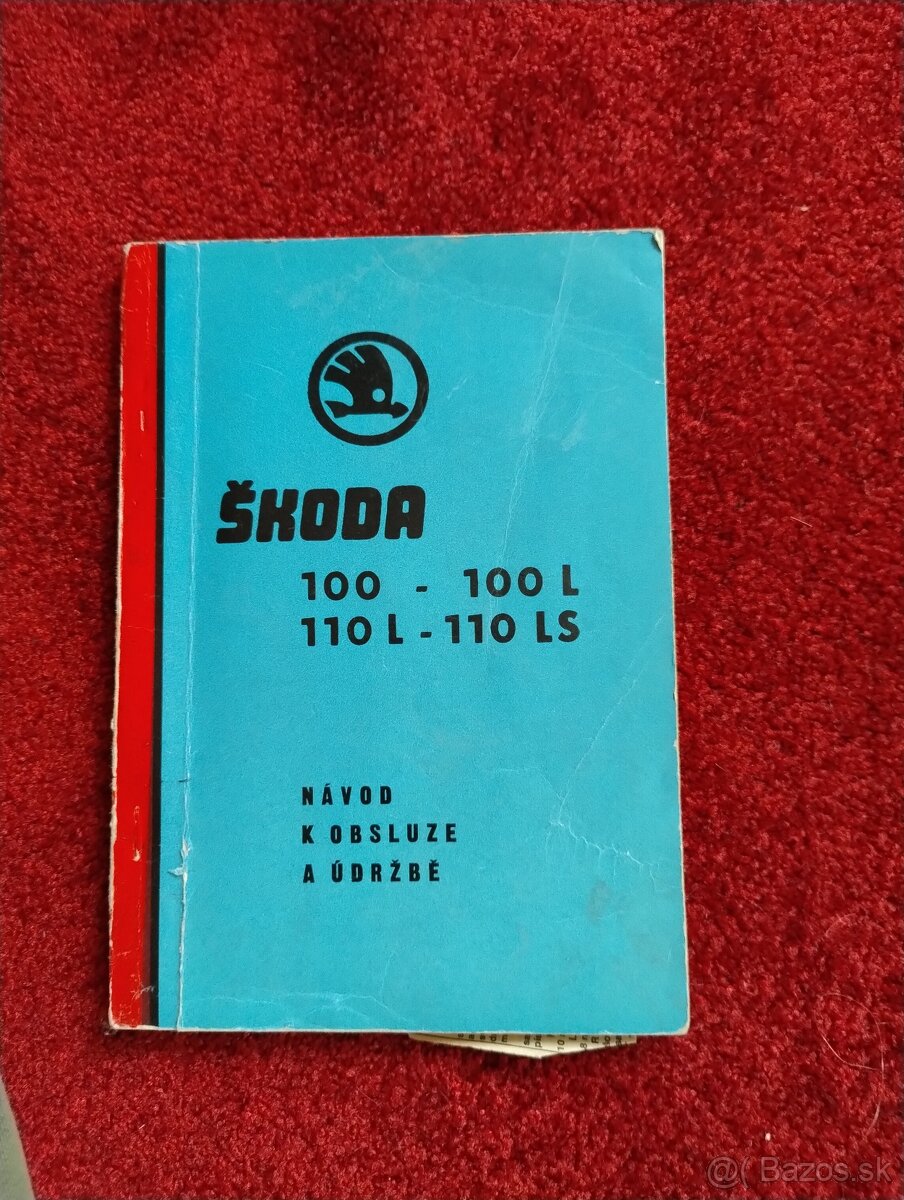 ŠKODA
100 - 100 L
110 L - 110 LS
NÁVOD
K OBSLUZE
A ÚDRŽBĚ
@( Bazos.sk